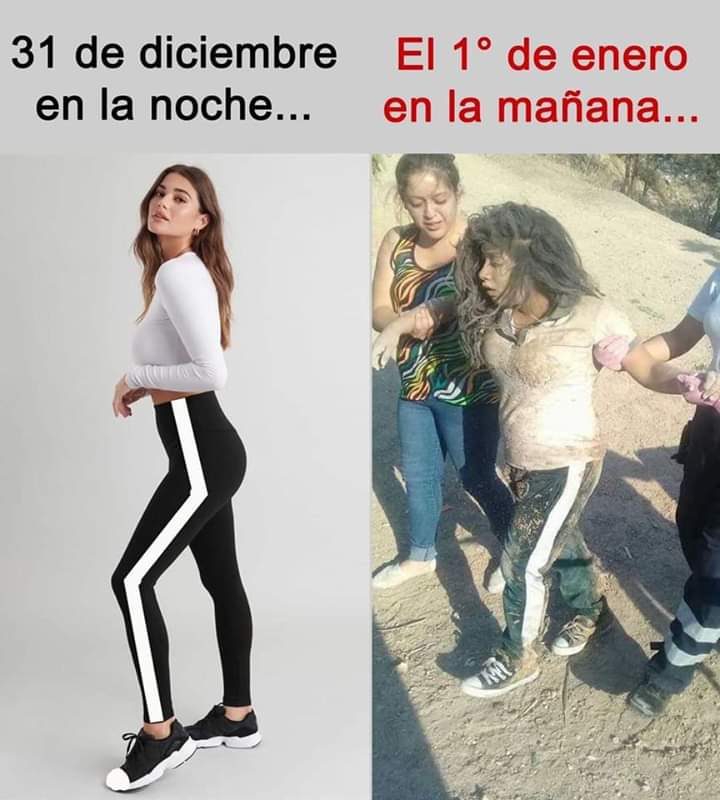 31 de diciembre
en la noche...
El 1° de enero
en la mañana...